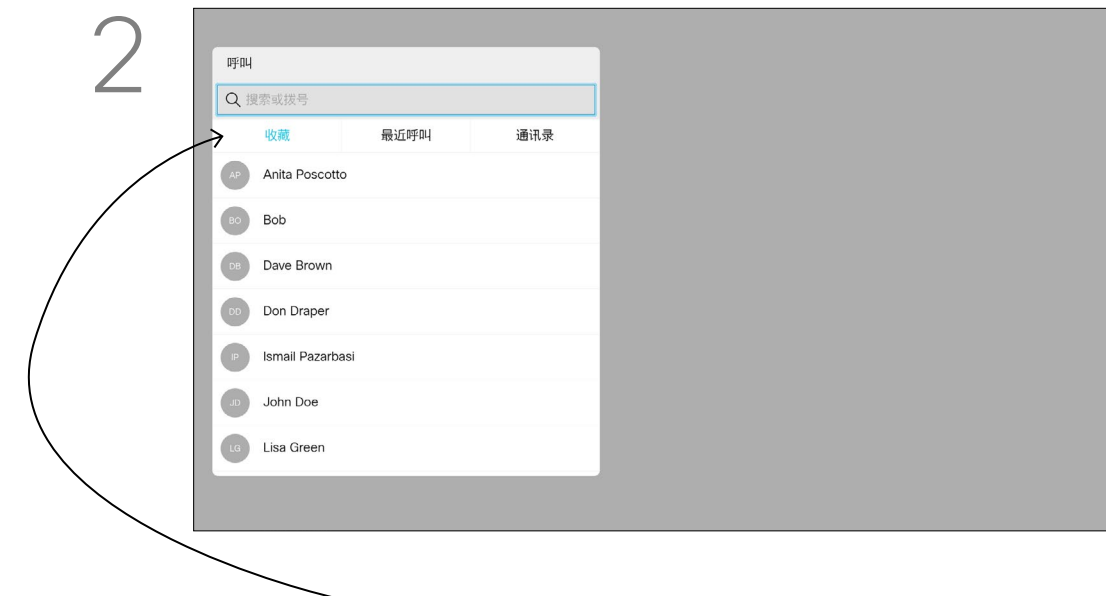 2
呼叫
搜索或拨号
收藏 最近呼叫 通讯录
AP Anita Poscotto
BO Bob
DB Dave Brown
DD Don Draper
IP Ismail Pazarbasi
JD John Doe
LG Lisa Green